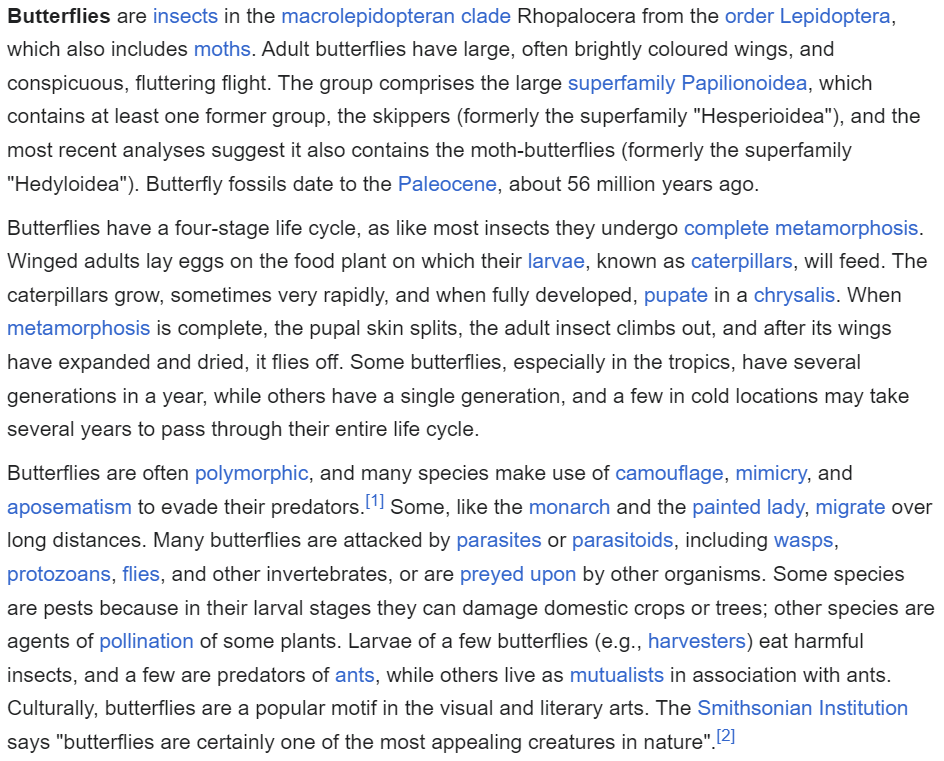 Butterflies are insects in the macrolepidopteran clade Rhopalocera from the order Lepidoptera,
which also includes moths. Adult butterflies have large, often brightly coloured wings, and
conspicuous, fluttering flight. The group comprises the large superfamily Papilionoidea, which
contains at least one former group, the skippers (formerly the superfamily "Hesperioidea"), and the
most recent analyses suggest it also contains the moth-butterflies (formerly the superfamily
"Hedyloidea"). Butterfly fossils date to the Paleocene, about 56 million years ago.
Butterflies have a four-stage life cycle, as like most insects they undergo complete metamorphosis.
Winged adults lay eggs on the food plant on which their larvae, known as caterpillars, will feed. The
caterpillars grow, sometimes very rapidly, and when fully developed, pupate in a chrysalis. When
metamorphosis is complete, the pupal skin splits, the adult insect climbs out, and after its wings
have expanded and dried, it flies off. Some butterflies, especially in the tropics, have several
generations in a year, while others have a single generation, and a few in cold locations may take
several years to pass through their entire life cycle.
Butterflies are often polymorphic, and many species make use of camouflage, mimicry, and
aposematism to evade their predators.[1] Some, like the monarch and the painted lady, migrate over
long distances. Many butterflies are attacked by parasites or parasitoids, including wasps,
protozoans, flies, and other invertebrates, or are preyed upon by other organisms. Some species
are pests because in their larval stages they can damage domestic crops or trees; other species are
agents of pollination of some plants. Larvae of a few butterflies (e.g., harvesters) eat harmful
insects, and a few are predators of ants, while others live as mutualists in association with ants.
Culturally, butterflies are a popular motif in the visual and literary arts. The Smithsonian Institution
says "butterflies are certainly one of the most appealing creatures in nature".[2]